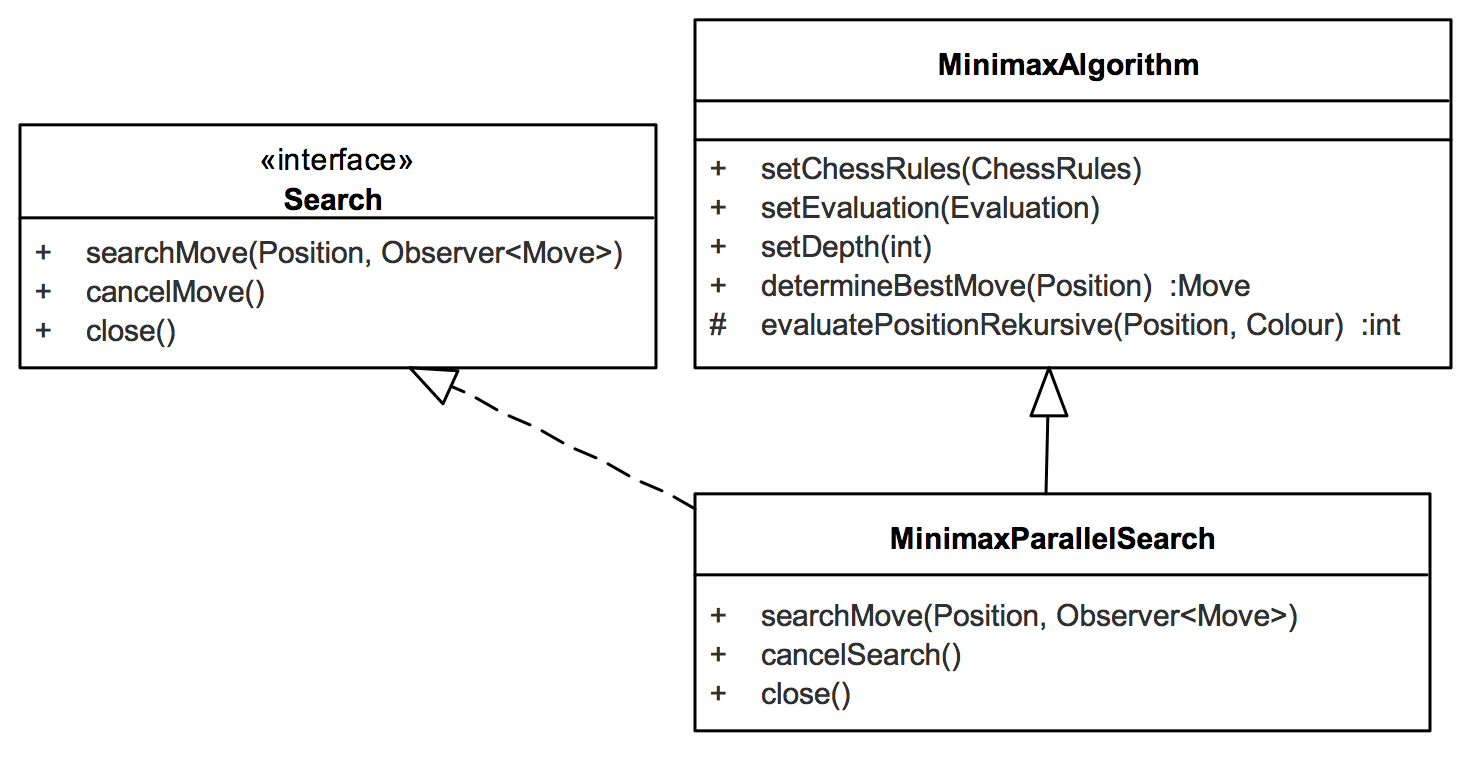 «interface»
Search
+ searchMove(Position, Observer<Move>)
+ cancelMove()
+ close()
MinimaxAlgorithm
+ setChessRules(ChessRules)
+ setEvaluation(Evaluation)
+ setDepth(int)
+ determineBestMove(Position) :Move
# evaluatePositionRekursive(Position, Colour) :int
MinimaxParallelSearch
+ searchMove(Position, Observer<Move>)
+ cancelSearch()
+ close()